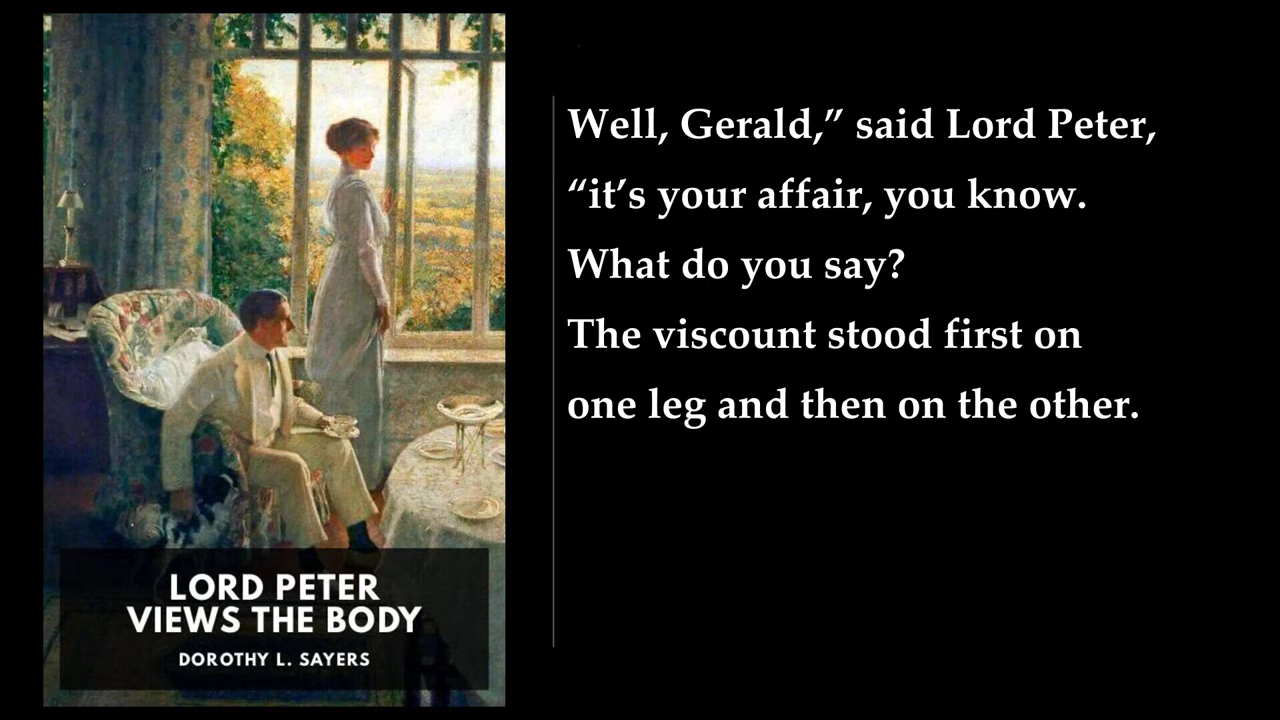 Well, Gerald,” said Lord Peter,
“it’s your affair, you know.
What do you say?
The viscount stood first on
one leg and then on the other.
LORD PETER
VIEWS THE BODY
DOROTHY L. SAYERS